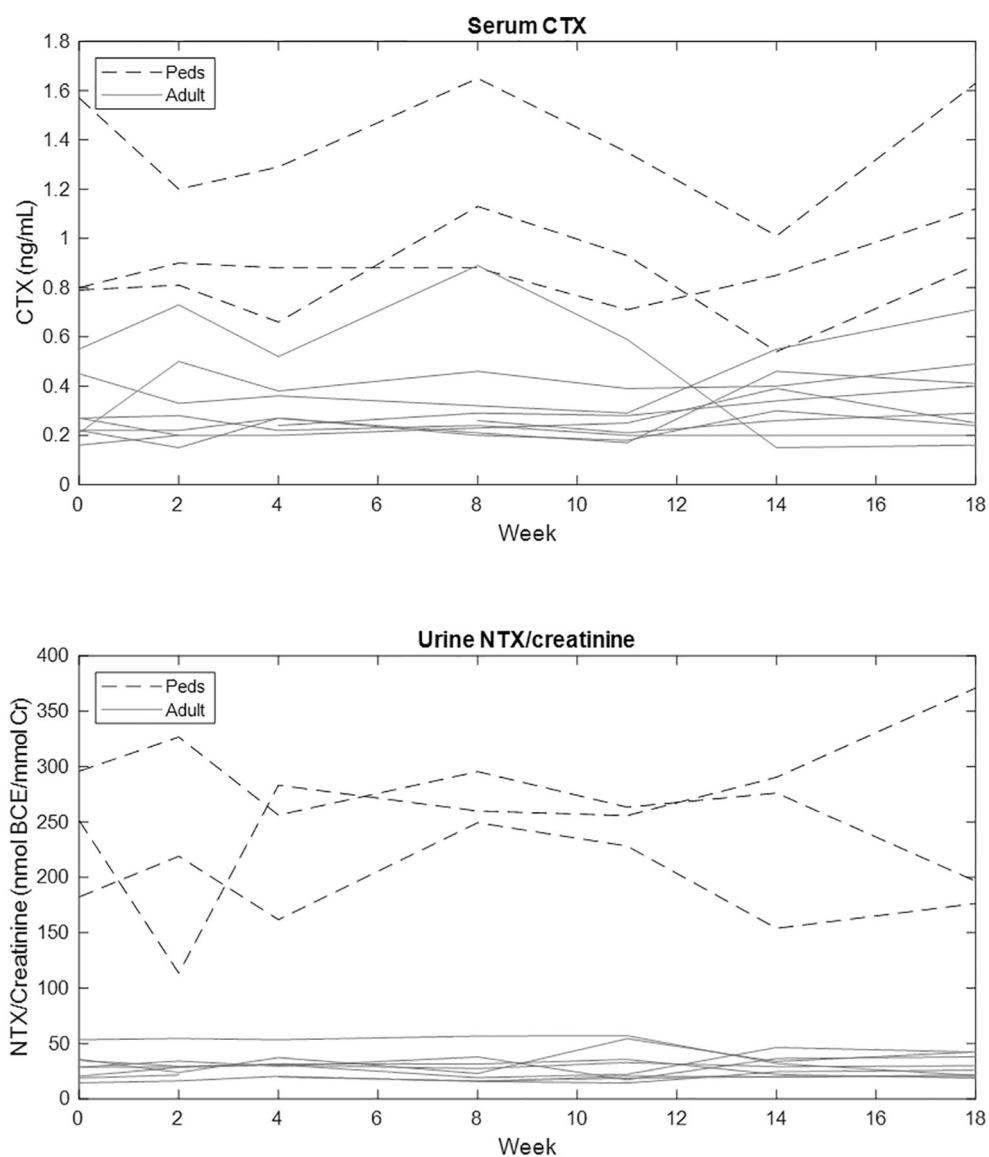 Serum CTX
1.8
1.6
1.4
1.2
1
0.8
0.6
0.4
0.2
0
CTX (ng/mL)
Peds
Adult
0 2 4 6 8 10 12 14 16 18
Week
Urine NTX/creatinine
400
350
300
250
200
150
100
50
0
NTX/Creatinine (nmol BCE/mmol Cr)
Peds
Adult
0 2 4 6 8 10 12 14 16 18
Week